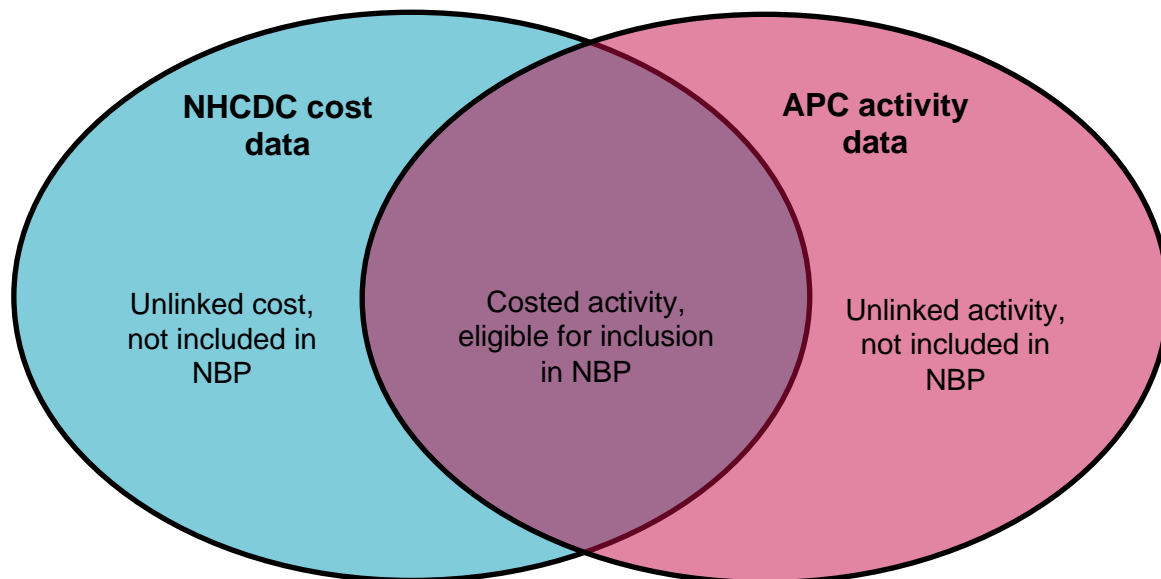 NHCDC cost
data
APC activity
data
Unlinked cost,
not included in
NBP
Costed activity,
eligible for inclusion
in NBP
Unlinked activity,
not included in
NBP